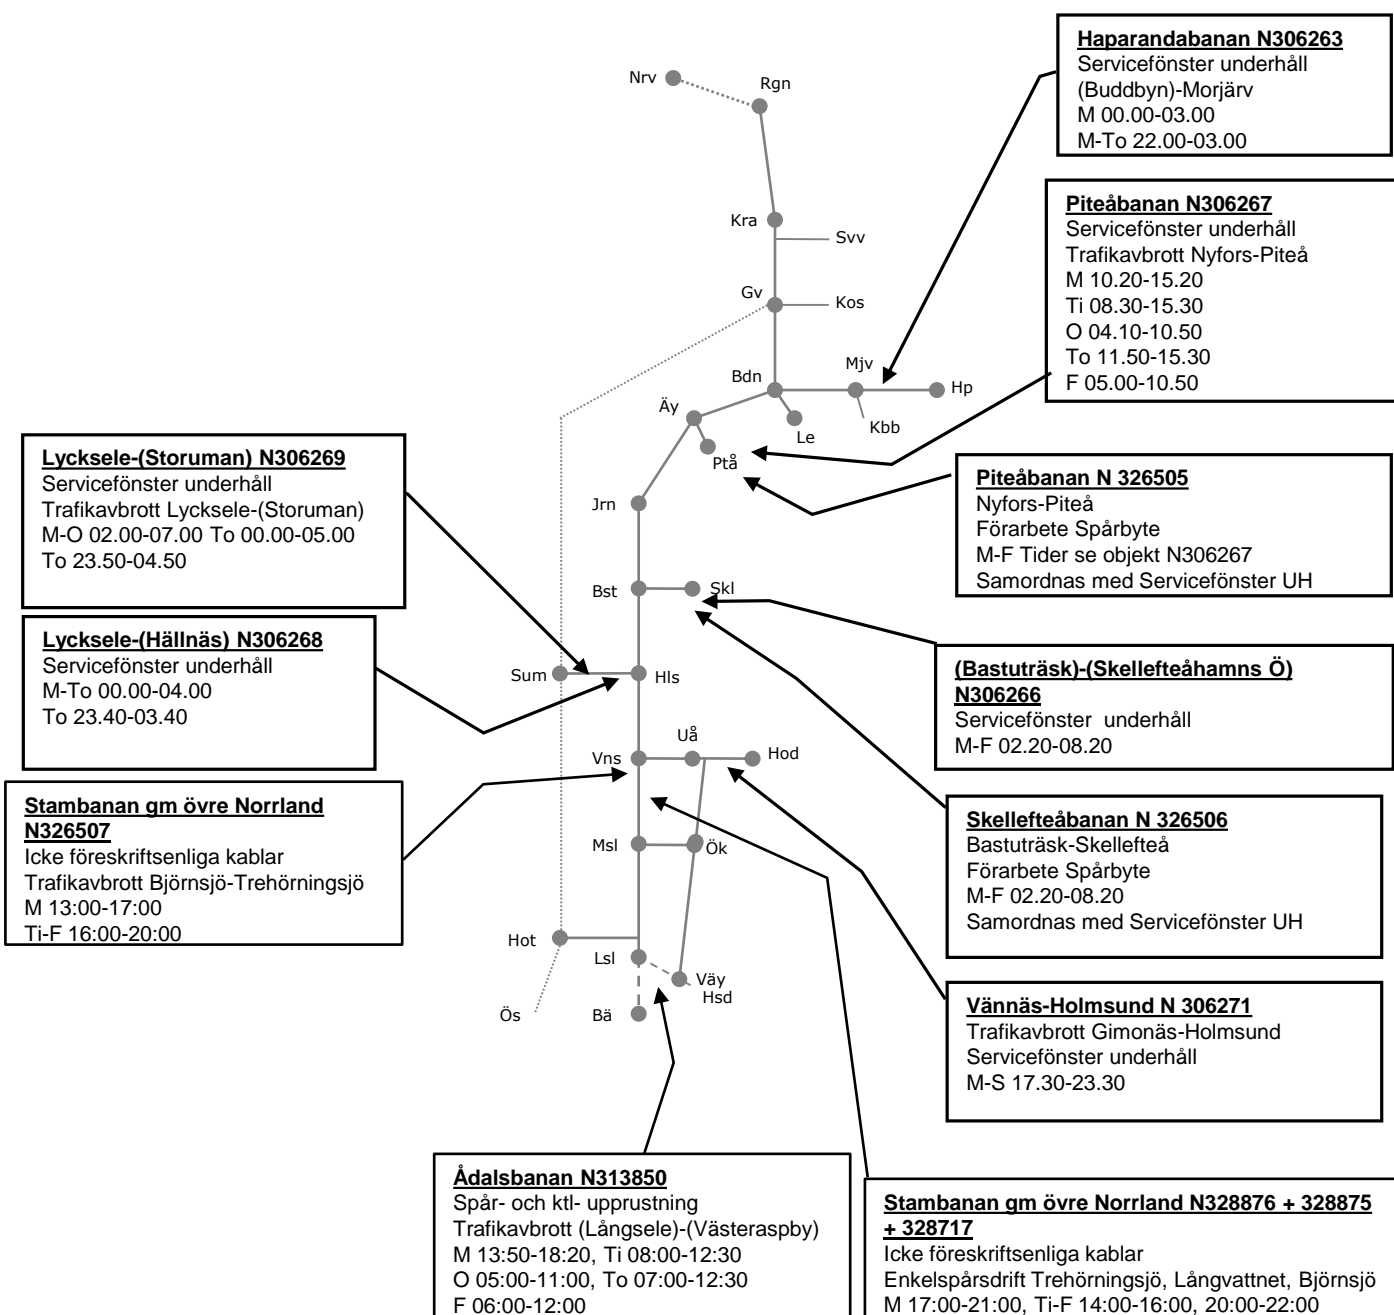 Haparandabanan N306263
Servicefönster underhåll
(Buddbyn)-Morjärv
M 00.00-03.00
M-To 22.00-03.00
Nrv
Rgn
Kra
Svv
Gv
Kos
Bdn
Mjv
Hp
Äy
Le
Kbb
Ptå
Jrn
Bst
Skl
Sum
Hls
Vns
Uå
Hod
Msl
Ök
Hot
Lsl
Väy
Hsd
Ös
Bä
Piteåbanan N306267
Servicefönster underhåll
Trafikavbrott Nyfors-Piteå
M 10.20-15.20
Ti 08.30-15.30
O 04.10-10.50
To 11.50-15.30
F 05.00-10.50
Lycksele-(Storuman) N306269
Servicefönster underhåll
Trafikavbrott Lycksele-(Storuman)
M-O 02.00-07.00 To 00.00-05.00
To 23.50-04.50
Piteåbanan N 326505
Nyfors-Piteå
Förarbete Spårbyte
M-F Tider se objekt N306267
Samordnas med Servicefönster UH
Lycksele-(Hällnäs) N306268
Servicefönster underhåll
M-To 00.00-04.00
To 23.40-03.40
(Bastuträsk)-(Skellefteåhamns Ö)
N306266
Servicefönster underhåll
M-F 02.20-08.20
Stambanan gm övre Norrland
N326507
Icke föreskriftsenliga kablar
Trafikavbrott Björnsjö-Trehörningsjö
M 13:00-17:00
Ti-F 16:00-20:00
Skellefteåbanan N 326506
Bastuträsk-Skellefteå
Förarbete Spårbyte
M-F 02.20-08.20
Samordnas med Servicefönster UH
Vännäs-Holmsund N 306271
Trafikavbrott Gimonäs-Holmsund
Servicefönster underhåll
M-S 17.30-23.30
Ådalsbanan N313850
Spår- och ktl- upprustning
Trafikavbrott (Långsele)-(Västeraspby)
M 13:50-18:20, Ti 08:00-12:30
O 05:00-11:00, To 07:00-12:30
F 06:00-12:00
Stambanan gm övre Norrland N328876 + 328875
+ 328717
Icke föreskriftsenliga kablar
Enkelspårsdrift Trehörningsjö, Långvattnet, Björnsjö
M 17:00-21:00, Ti-F 14:00-16:00, 20:00-22:00